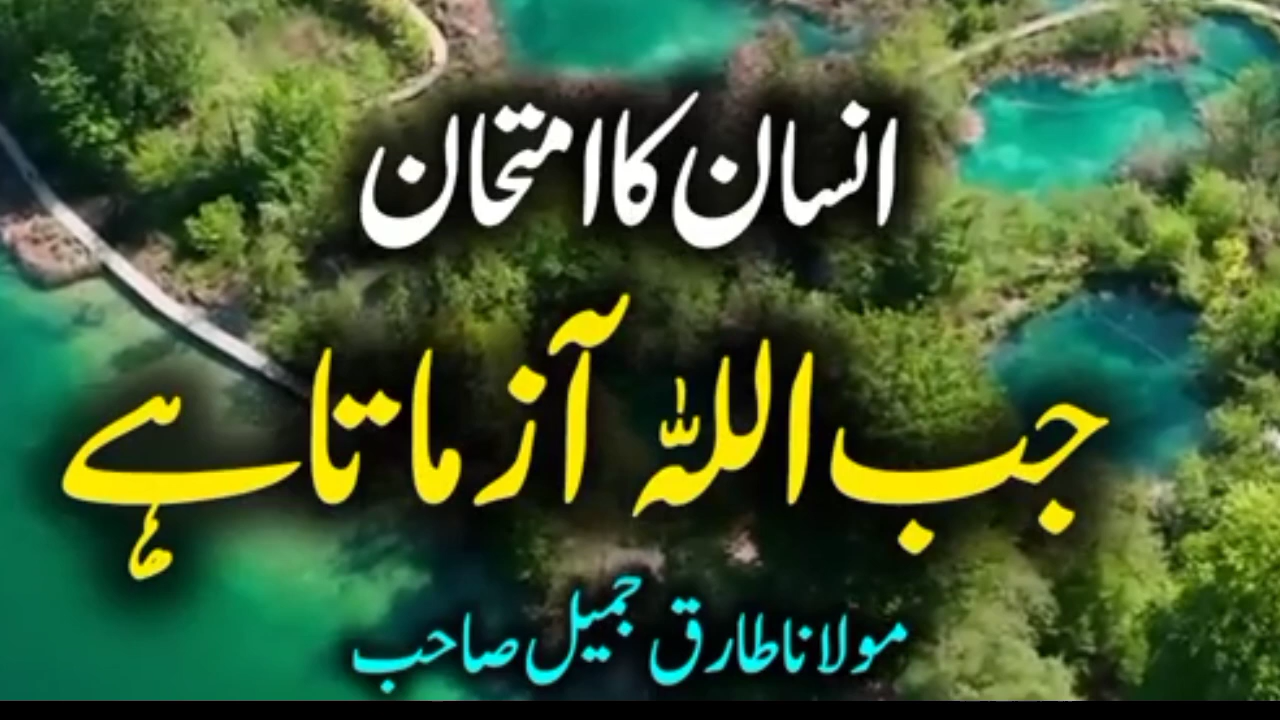 انسان کا امتحان
جب اللہ آزماتا ہے
مولانا طارق جمیل صاحب